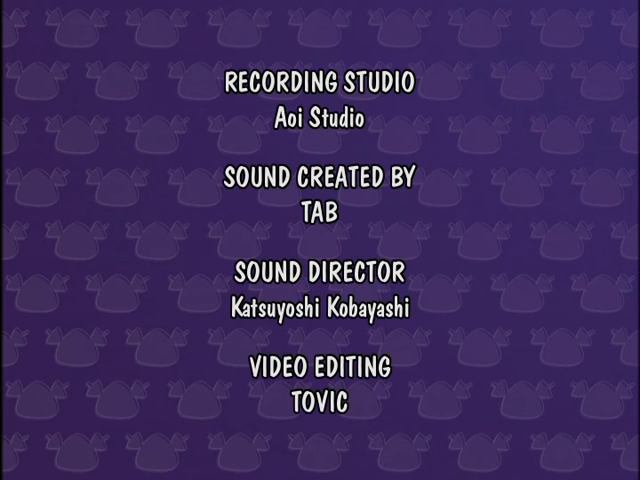 RECORDING STUDIO
Aoi Studio
SOUND CREATED BY
TAB
SOUND DIRECTOR
Katsuyoshi Kobayashi
VIDEO EDITING
TOVIC